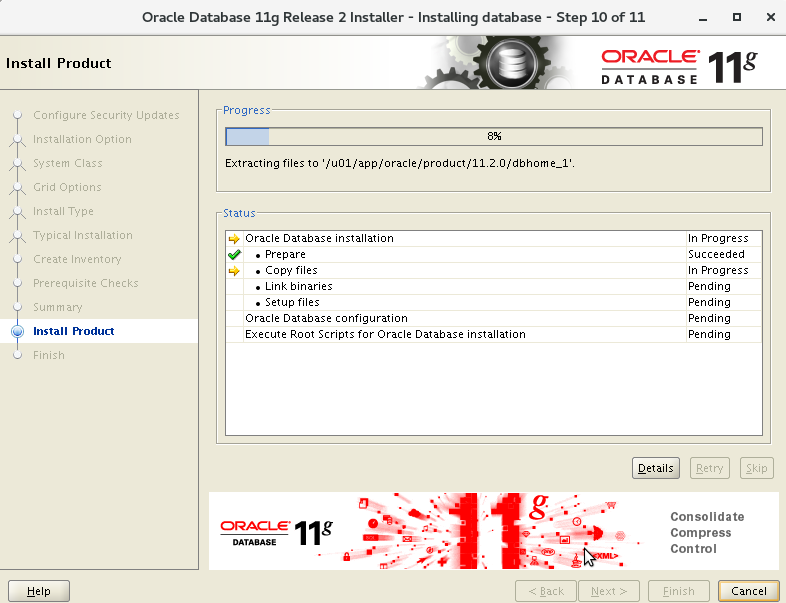 Oracle Database 11g Release 2 Installer - Installing database - Step 10 of 11
Install Product
ORACLE
DATABASE
11g
Configure Security Updates
Installation Option
System Class
Grid Options
Install Type
Typical Installation
Create Inventory
Prerequisite Checks
Summary
Install Product
Finish
Progress
8%
Extracting files to '/u01/app/oracle/product/11.2.0/dbhome_1'.
Status
Oracle Database installation In Progress
• Prepare Succeeded
• Copy files In Progress
• Link binaries Pending
• Setup files Pending
Oracle Database configuration Pending
Execute Root Scripts for Oracle Database installation Pending
Details Retry Skip
ORACLE
DATABASE
11g
11g
<XML>
Consolidate
Compress
Control
Help < Back Next > Finish Cancel